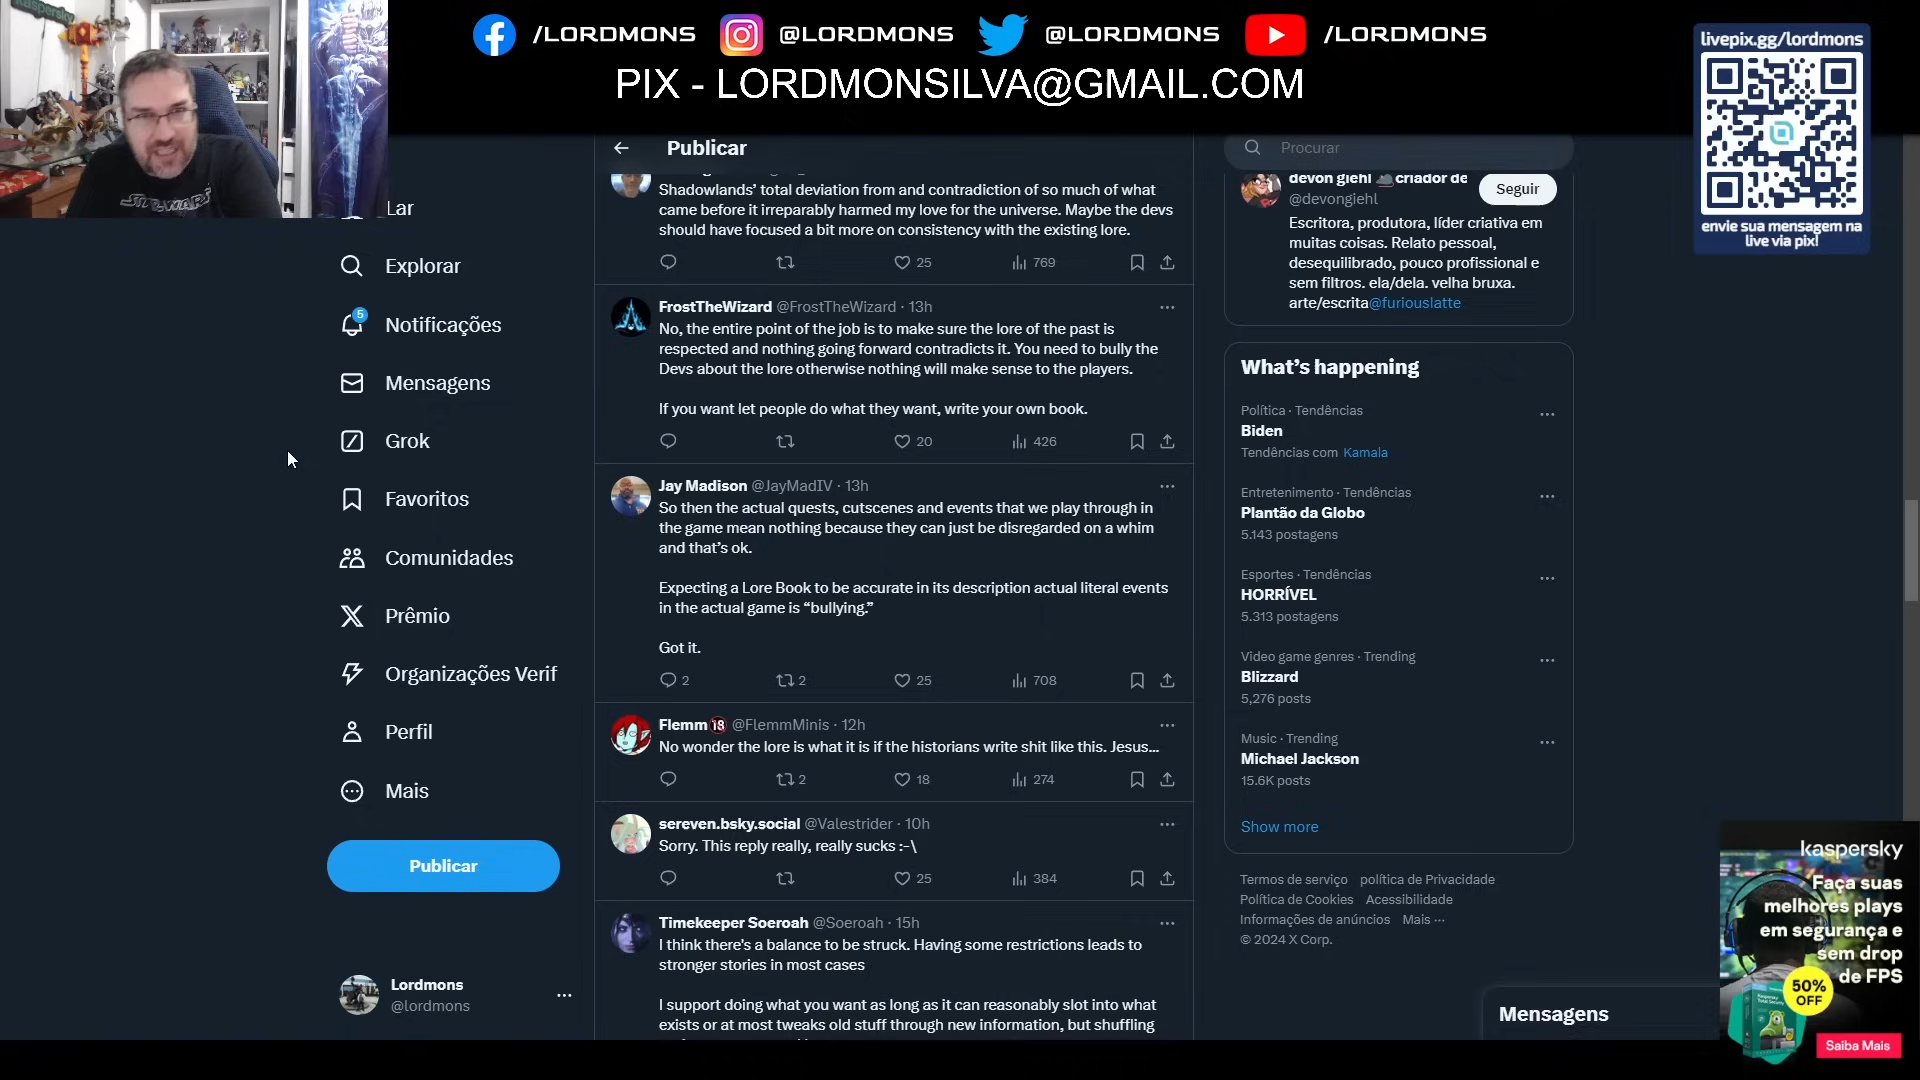 /LORDMONS
@LORDMONS
@LORDMONS
/LORDMONS
PIX - LORDMONSILVA@GMAIL.COM
livepix.gg/lordmons
envie sua mensagem na
live via pix!
kaspersky
STAR WARS
Lar
Explorar
5
Notificações
Mensagens
Grok
Favoritos
Comunidades
Prêmio
Organizações Verif
Perfil
Mais
Publicar
Lordmons
@lordmons
Publicar
Shadowlands’ total deviation from and contradiction of so much of what
came before it irreparably harmed my love for the universe. Maybe the devs
should have focused a bit more on consistency with the existing lore.
25
769
FrostTheWizard @FrostTheWizard · 13h
No, the entire point of the job is to make sure the lore of the past is
respected and nothing going forward contradicts it. You need to bully the
Devs about the lore otherwise nothing will make sense to the players.
If you want let people do what they want, write your own book.
20
426
Jay Madison @JayMadIV · 13h
So then the actual quests, cutscenes and events that we play through in
the game mean nothing because they can just be disregarded on a whim
and that’s ok.
Expecting a Lore Book to be accurate in its description actual literal events
in the actual game is “bullying.”
Got it.
2
2
25
708
Flemm🔞 @FlemmMinis · 12h
No wonder the lore is what it is if the historians write shit like this. Jesus...
2
18
274
sereven.bsky.social @Valestrider · 10h
Sorry. This reply really, really sucks :-\
25
384
Timekeeper Soeroah @Soeroah · 15h
I think there's a balance to be struck. Having some restrictions leads to
stronger stories in most cases
I support doing what you want as long as it can reasonably slot into what
exists or at most tweaks old stuff through new information, but shuffling
Procurar
devon giehl criador de
@devongiehl
Seguir
Escritora, produtora, líder criativa em
muitas coisas. Relato pessoal,
desequilibrado, pouco profissional e
sem filtros. ela/dela. velha bruxa.
arte/escrita@furiouslatte
What’s happening
Política · Tendências
Biden
Tendências com Kamala
Entretenimento · Tendências
Plantão da Globo
5.143 postagens
Esportes · Tendências
HORRÍVEL
5.313 postagens
Video game genres · Trending
Blizzard
5,276 posts
Music · Trending
Michael Jackson
15.6K posts
Show more
Termos de serviço política de Privacidade
Política de Cookies Acessibilidade
Informações de anúncios Mais ···
© 2024 X Corp.
Mensagens
kaspersky
Faça suas
melhores plays
em segurança e
sem drop
de FPS
50%
OFF
Saiba Mais